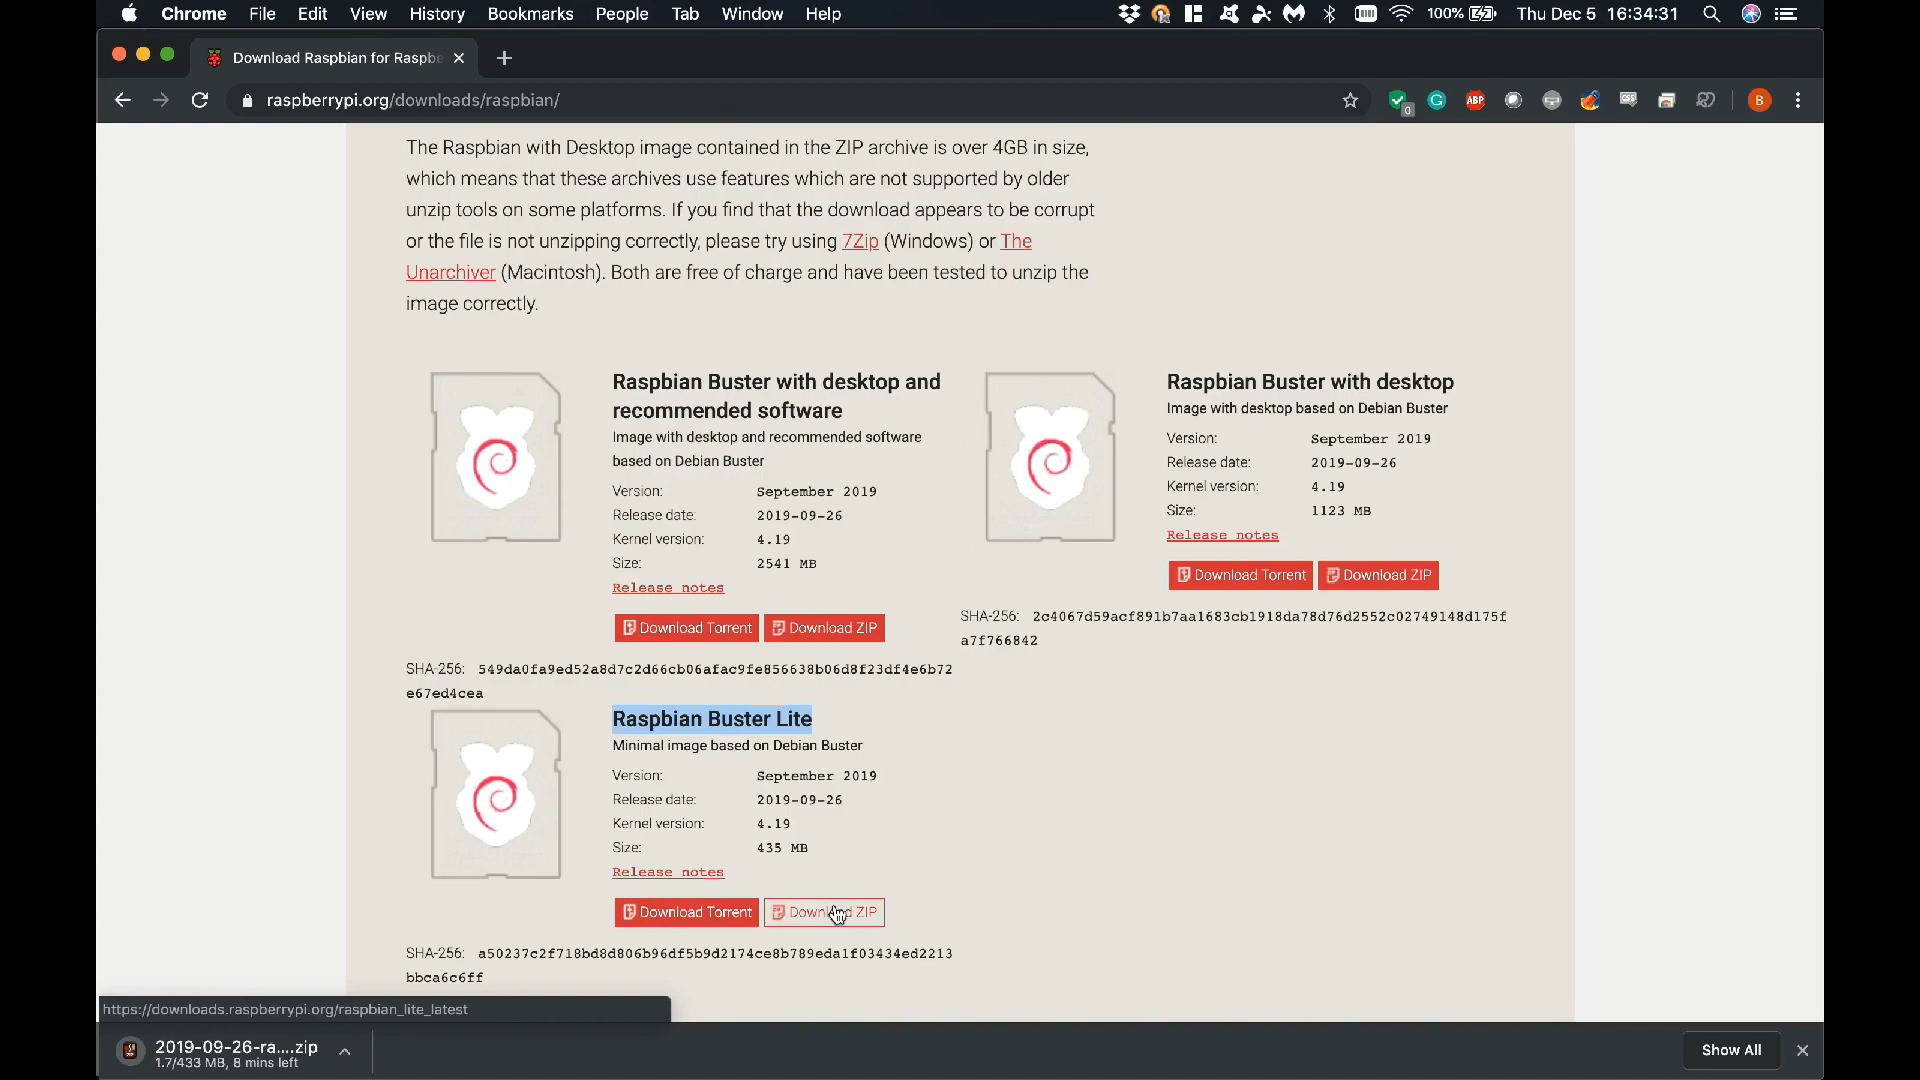 Chrome File Edit View History Bookmarks People Tab Window Help 100% Thu Dec 5 16:34:31
Download Raspbian for Raspbe
raspberrypi.org/downloads/raspbian/
0 G ABP CSS B
The Raspbian with Desktop image contained in the ZIP archive is over 4GB in size,
which means that these archives use features which are not supported by older
unzip tools on some platforms. If you find that the download appears to be corrupt
or the file is not unzipping correctly, please try using 7Zip (Windows) or The
Unarchiver (Macintosh). Both are free of charge and have been tested to unzip the
image correctly.
Raspbian Buster with desktop and
recommended software
Image with desktop and recommended software
based on Debian Buster
Version: September 2019
Release date: 2019-09-26
Kernel version: 4.19
Size: 2541 MB
Release notes
Download Torrent Download ZIP
SHA-256: 549da0fa9ed52a8d7c2d66cb06afac9fe856638b06d8f23df4e6b72
e67ed4cea
Raspbian Buster with desktop
Image with desktop based on Debian Buster
Version: September 2019
Release date: 2019-09-26
Kernel version: 4.19
Size: 1123 MB
Release notes
Download Torrent Download ZIP
SHA-256: 2c4067d59acf891b7aa1683cb1918da78d76d2552c02749148d175f
a7f766842
Raspbian Buster Lite
Minimal image based on Debian Buster
Version: September 2019
Release date: 2019-09-26
Kernel version: 4.19
Size: 435 MB
Release notes
Download Torrent Download ZIP
SHA-256: a50237c2f718bd8d806b96df5b9d2174ce8b789eda1f03434ed2213
bbca6c6ff
https://downloads.raspberrypi.org/raspbian_lite_latest
2019-09-26-ra....zip
1.7/433 MB, 8 mins left
Show All